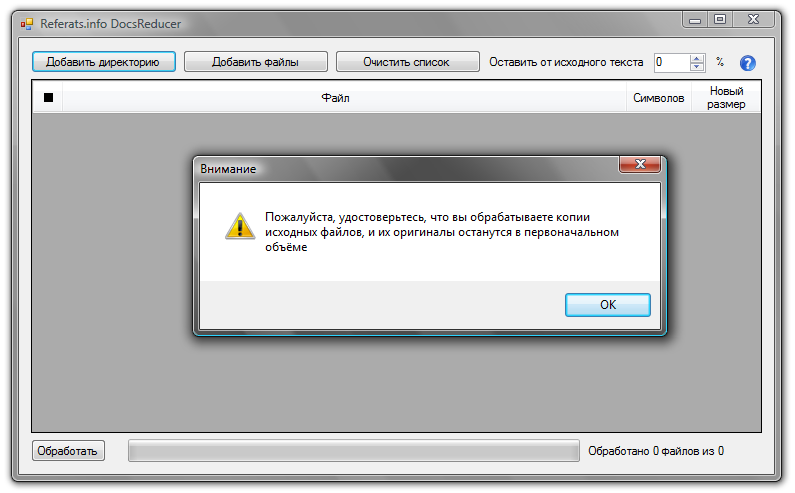 Referats.info DocsReducer
Добавить директорию Добавить файлы Очистить список Оставить от исходного текста 0 %
Файл Символов Новый размер
Внимание
Пожалуйста, удостоверьтесь, что вы обрабатываете копии
исходных файлов, и их оригиналы останутся в первоначальном
объёме
OK
Обработать Обработано 0 файлов из 0